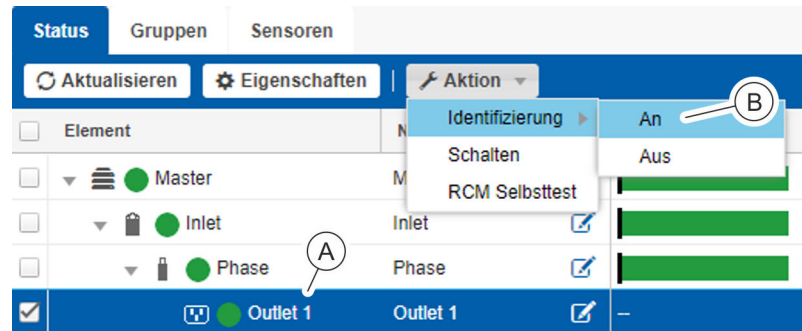 Status Gruppen Sensoren
Aktualisieren Eigenschaften | Aktion
Element N
Identifizierung An B
Schalten Aus
RCM Selbsttest
Master M
Inlet Inlet
A
Phase Phase
Outlet 1 Outlet 1 --